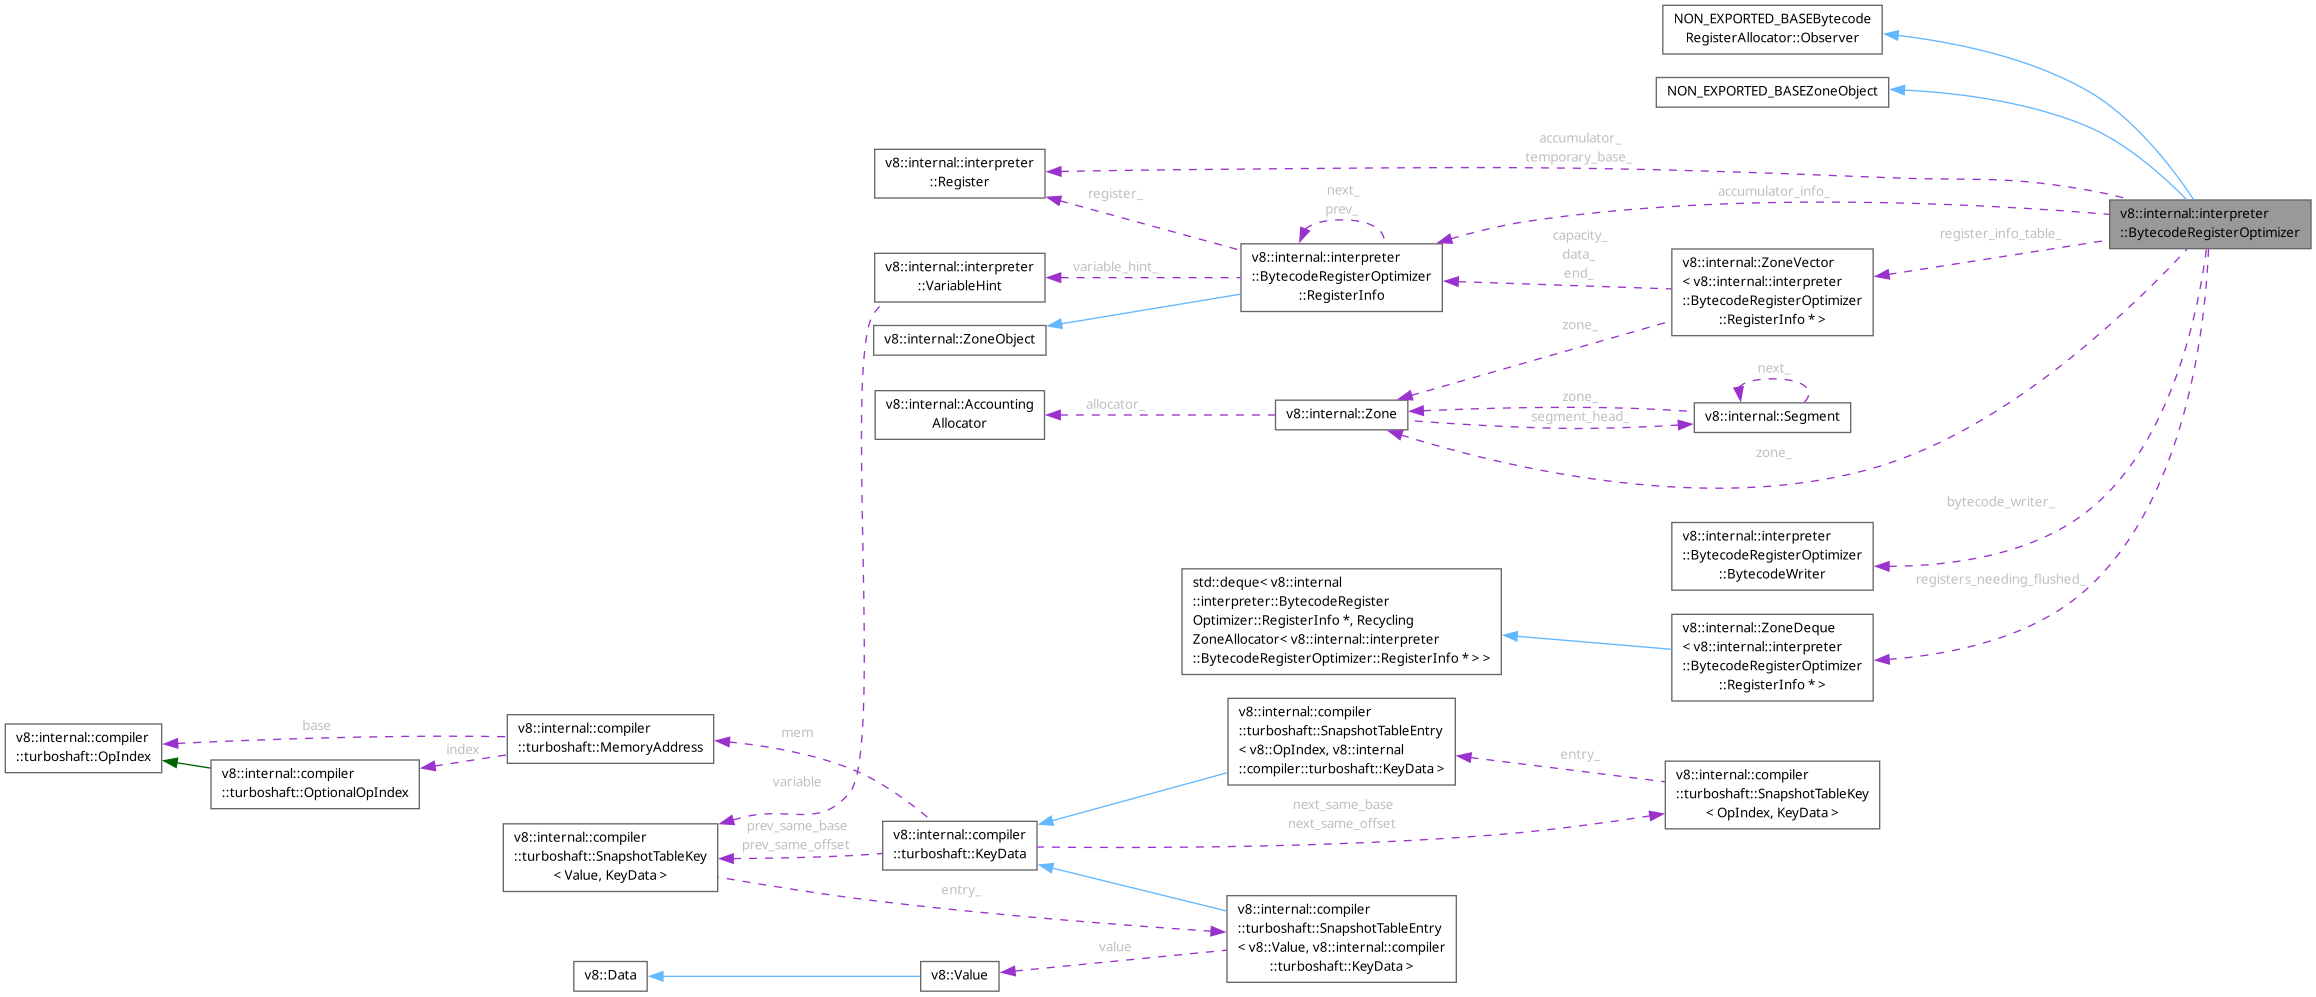 NON_EXPORTED_BASEBytecode
RegisterAllocator::Observer
NON_EXPORTED_BASEZoneObject
accumulator_
temporary_base_
v8::internal::interpreter
::Register
register_
next_
prev_
accumulator_info_
v8::internal::interpreter
::BytecodeRegisterOptimizer
register_info_table_
capacity_
data_
end_
v8::internal::interpreter
::VariableHint
variable_hint_
v8::internal::interpreter
::BytecodeRegisterOptimizer
::RegisterInfo
v8::internal::ZoneVector
< v8::internal::interpreter
::BytecodeRegisterOptimizer
::RegisterInfo * >
v8::internal::ZoneObject
zone_
next_
v8::internal::Accounting
Allocator
allocator_
v8::internal::Zone
zone_
segment_head_
v8::internal::Segment
zone_
bytecode_writer_
v8::internal::interpreter
::BytecodeRegisterOptimizer
::BytecodeWriter
registers_needing_flushed_
std::deque< v8::internal
::interpreter::BytecodeRegister
Optimizer::RegisterInfo *, Recycling
ZoneAllocator< v8::internal::interpreter
::BytecodeRegisterOptimizer::RegisterInfo * > >
v8::internal::ZoneDeque
< v8::internal::interpreter
::BytecodeRegisterOptimizer
::RegisterInfo * >
v8::internal::compiler
::turboshaft::OpIndex
base
index
v8::internal::compiler
::turboshaft::OptionalOpIndex
v8::internal::compiler
::turboshaft::MemoryAddress
mem
variable
v8::internal::compiler
::turboshaft::SnapshotTableEntry
< v8::OpIndex, v8::internal
::compiler::turboshaft::KeyData >
entry_
v8::internal::compiler
::turboshaft::SnapshotTableKey
< OpIndex, KeyData >
next_same_base
next_same_offset
prev_same_base
prev_same_offset
v8::internal::compiler
::turboshaft::SnapshotTableKey
< Value, KeyData >
v8::internal::compiler
::turboshaft::KeyData
entry_
v8::internal::compiler
::turboshaft::SnapshotTableEntry
< v8::Value, v8::internal::compiler
::turboshaft::KeyData >
value
v8::Data
v8::Value